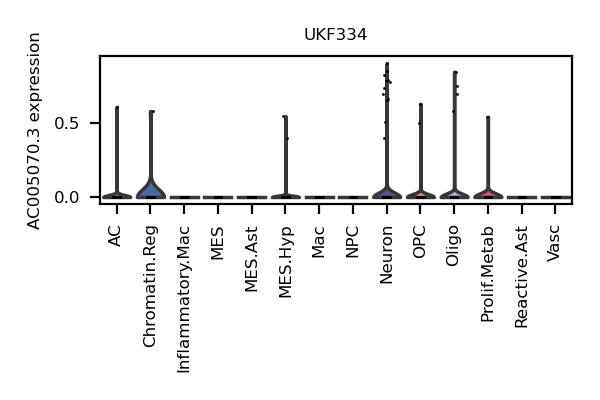 UKF334
AC005070.3 expression
0.5
0.0
AC
Chromatin.Reg
Inflammatory.Mac
MES
MES.Ast
MES.Hyp
Mac
NPC
Neuron
OPC
Oligo
Prolif.Metab
Reactive.Ast
Vasc